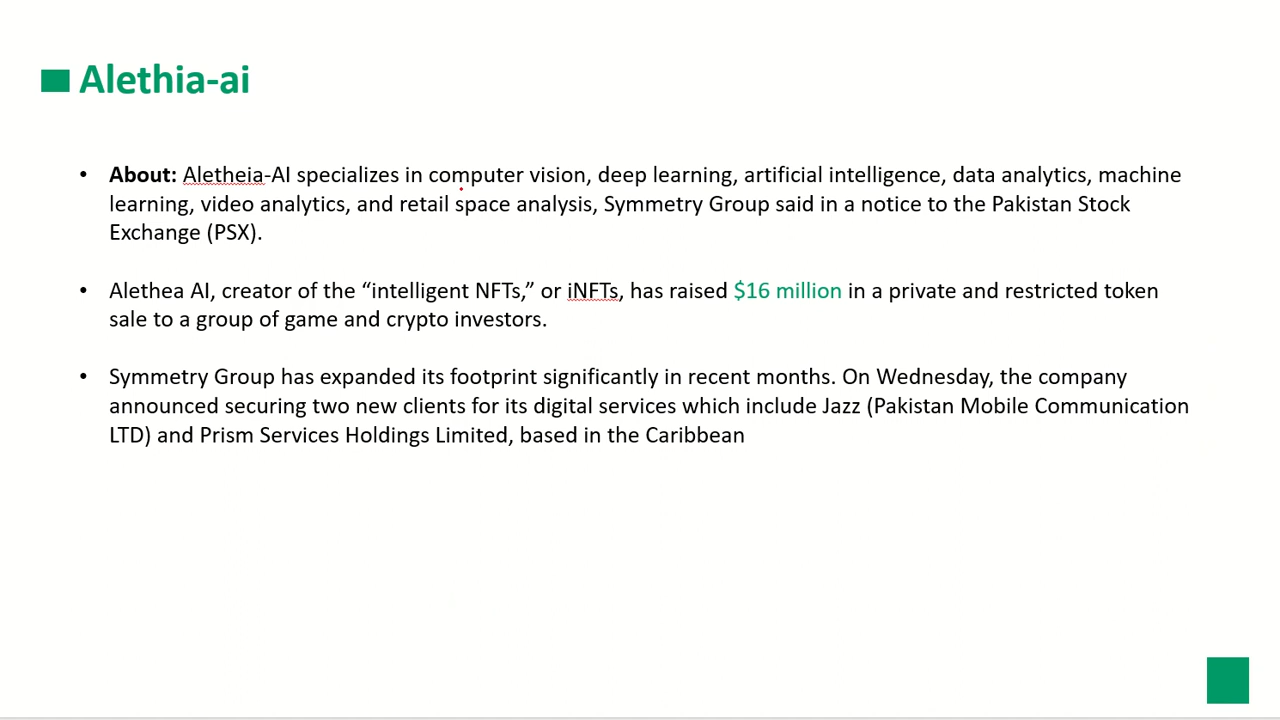 Alethia-ai
• About: Aletheia-AI specializes in computer vision, deep learning, artificial intelligence, data analytics, machine
learning, video analytics, and retail space analysis, Symmetry Group said in a notice to the Pakistan Stock
Exchange (PSX).
• Alethea AI, creator of the “intelligent NFTs,” or iNFTs, has raised $16 million in a private and restricted token
sale to a group of game and crypto investors.
• Symmetry Group has expanded its footprint significantly in recent months. On Wednesday, the company
announced securing two new clients for its digital services which include Jazz (Pakistan Mobile Communication
LTD) and Prism Services Holdings Limited, based in the Caribbean